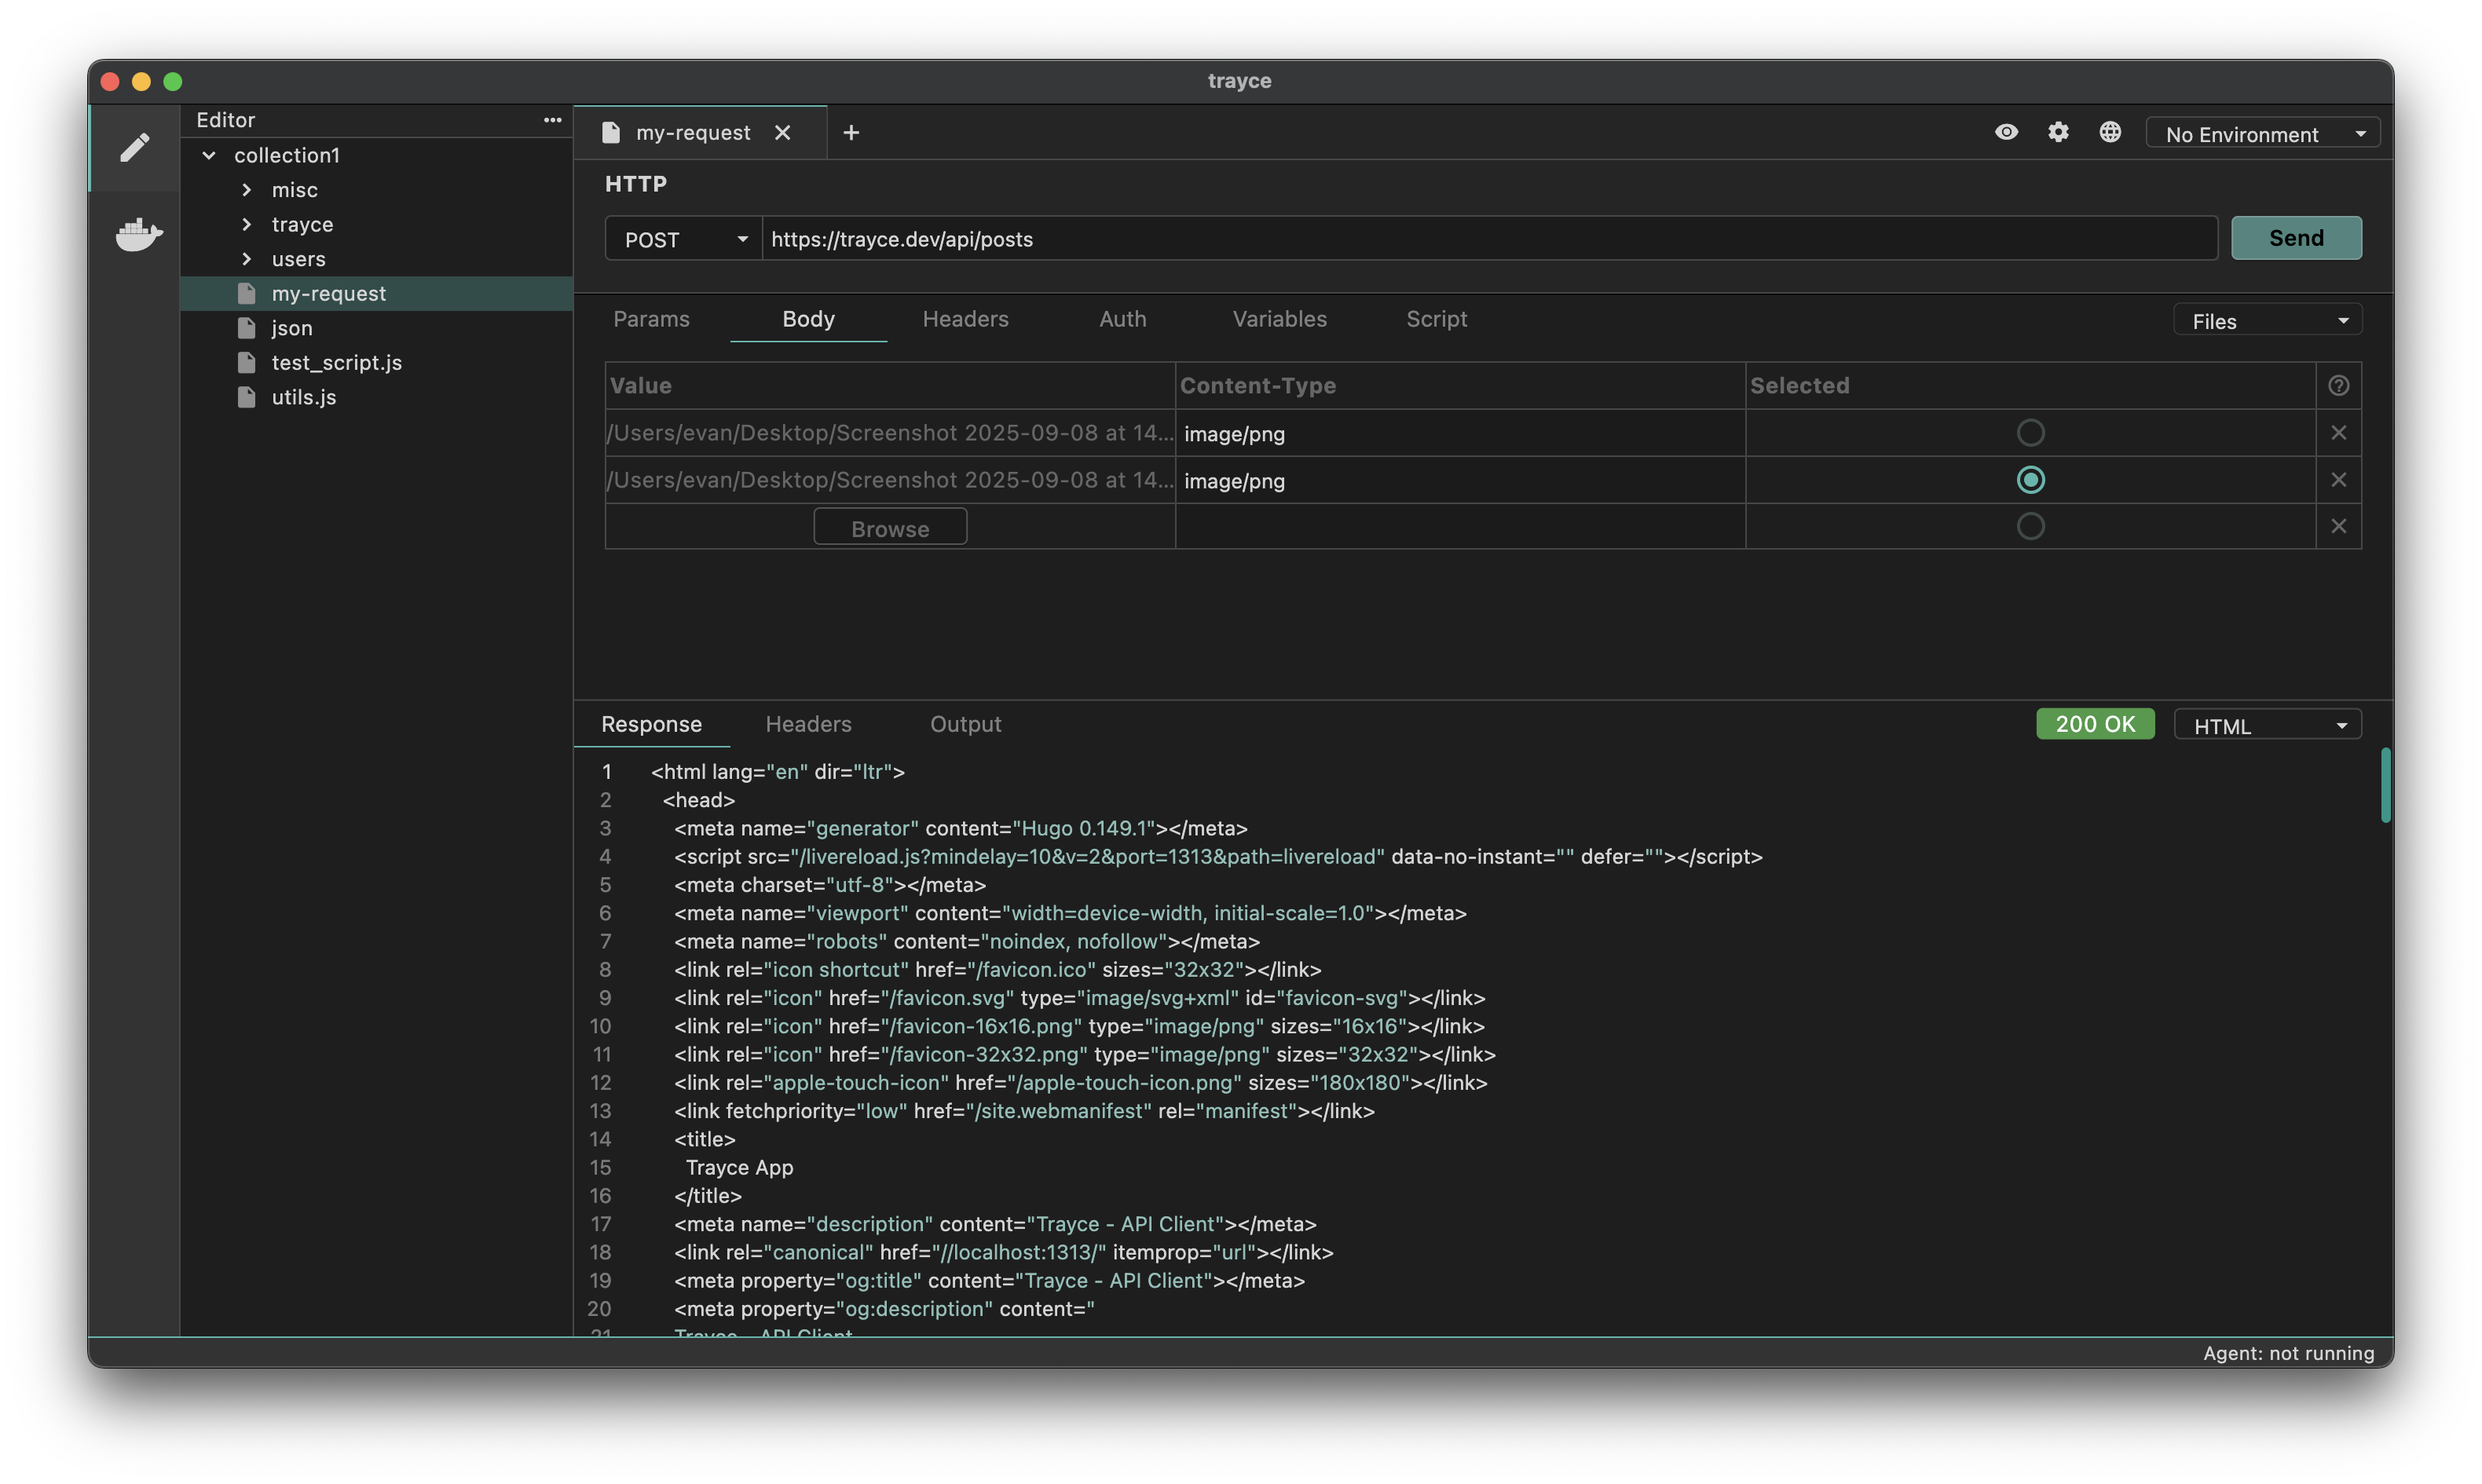 trayce
Editor
collection1
misc
trayce
users
my-request
json
test_script.js
utils.js
my-request
No Environment
HTTP
POST
https://trayce.dev/api/posts
Send
Params Body Headers Auth Variables Script
Files
Value Content-Type Selected
/Users/evan/Desktop/Screenshot 2025-09-08 at 14... image/png
/Users/evan/Desktop/Screenshot 2025-09-08 at 14... image/png
Browse
Response Headers Output
200 OK
HTML
1 <html lang="en" dir="ltr">
2 <head>
3 <meta name="generator" content="Hugo 0.149.1"></meta>
4 <script src="/livereload.js?mindelay=10&v=2&port=1313&path=livereload" data-no-instant="" defer=""></script>
5 <meta charset="utf-8"></meta>
6 <meta name="viewport" content="width=device-width, initial-scale=1.0"></meta>
7 <meta name="robots" content="noindex, nofollow"></meta>
8 <link rel="icon shortcut" href="/favicon.ico" sizes="32x32"></link>
9 <link rel="icon" href="/favicon.svg" type="image/svg+xml" id="favicon-svg"></link>
10 <link rel="icon" href="/favicon-16x16.png" type="image/png" sizes="16x16"></link>
11 <link rel="icon" href="/favicon-32x32.png" type="image/png" sizes="32x32"></link>
12 <link rel="apple-touch-icon" href="/apple-touch-icon.png" sizes="180x180"></link>
13 <link fetchpriority="low" href="/site.webmanifest" rel="manifest"></link>
14 <title>
15 Trayce App
16 </title>
17 <meta name="description" content="Trayce - API Client"></meta>
18 <link rel="canonical" href="//localhost:1313/" itemprop="url"></link>
19 <meta property="og:title" content="Trayce - API Client"></meta>
20 <meta property="og:description" content="
21 Trayce - API Client
Agent: not running